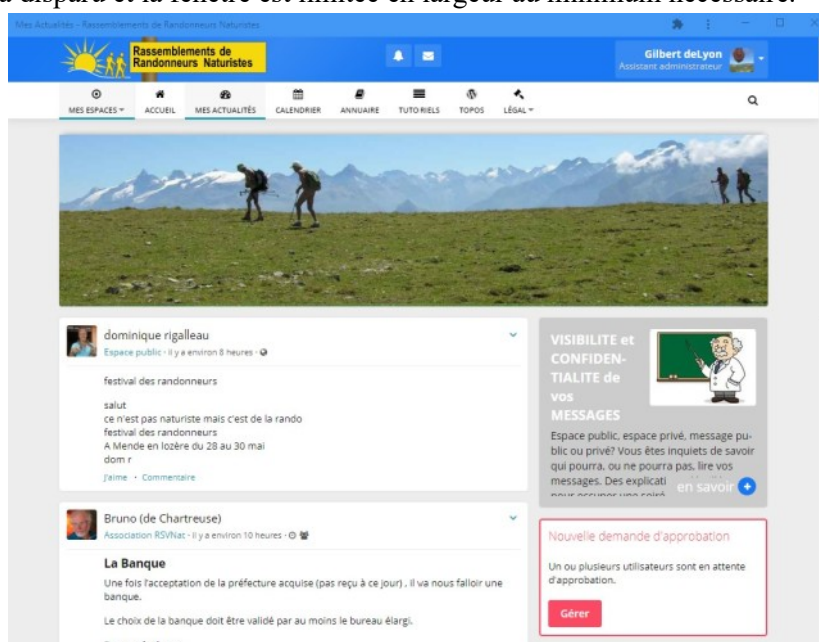 a disparu et la fenêtre est limitée en largeur au minimum nécessaire.
Mes Actualités - Rassemblements de Randonneurs Naturistes
Rassemblements de
Randonneurs Naturistes
Gilbert deLyon
Assistant administrateur
MES ESPACES
ACCUEIL
MES ACTUALITÉS
CALENDRIER
ANNUAIRE
TUTORIELS
TOPOS
LÉGAL
dominique rigalleau
Espace public · il y a environ 8 heures ·
festival des randonneurs
salut
ce n'est pas naturiste mais c'est de la rando
festival des randonneurs
A Mende en lozère du 28 au 30 mai
dom r
J'aime · Commentaire
Bruno (de Chartreuse)
Association RSVNat · il y a environ 10 heures ·
La Banque
Une fois l'acceptation de la préfecture acquise (pas reçu à ce jour) , il va nous falloir une
banque.
Le choix de la banque doit être validé par au moins le bureau élargi.
VISIBILITE et
CONFIDEN-
TIALITE de
vos
MESSAGES
Espace public, espace privé, message pu-
blic ou privé? Vous êtes inquiets de savoir
qui pourra, ou ne pourra pas, lire vos
messages. Des explicati
en savoir +
Nouvelle demande d'approbation
Un ou plusieurs utilisateurs sont en attente
d'approbation.
Gérer